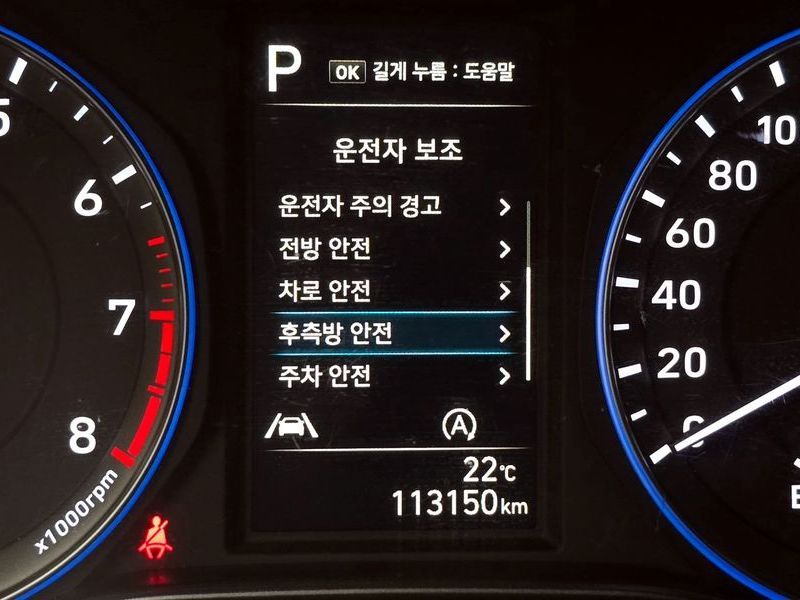 P
OK 길게 누름 : 도움말
운전자 보조
운전자 주의 경고
전방 안전
차로 안전
후측방 안전
주차 안전
A
22℃
113150km
5
6
7
8
x1000rpm
100
80
60
40
20
0
E